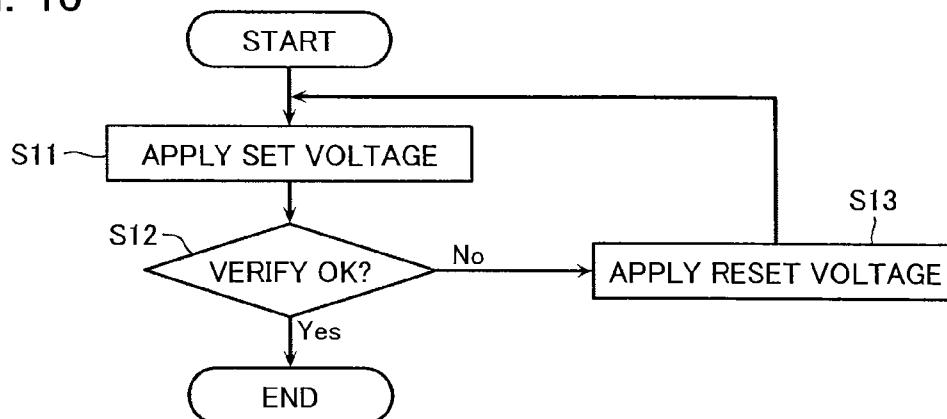 START
S11
APPLY SET VOLTAGE
S12
VERIFY OK?
No
S13
APPLY RESET VOLTAGE
Yes
END